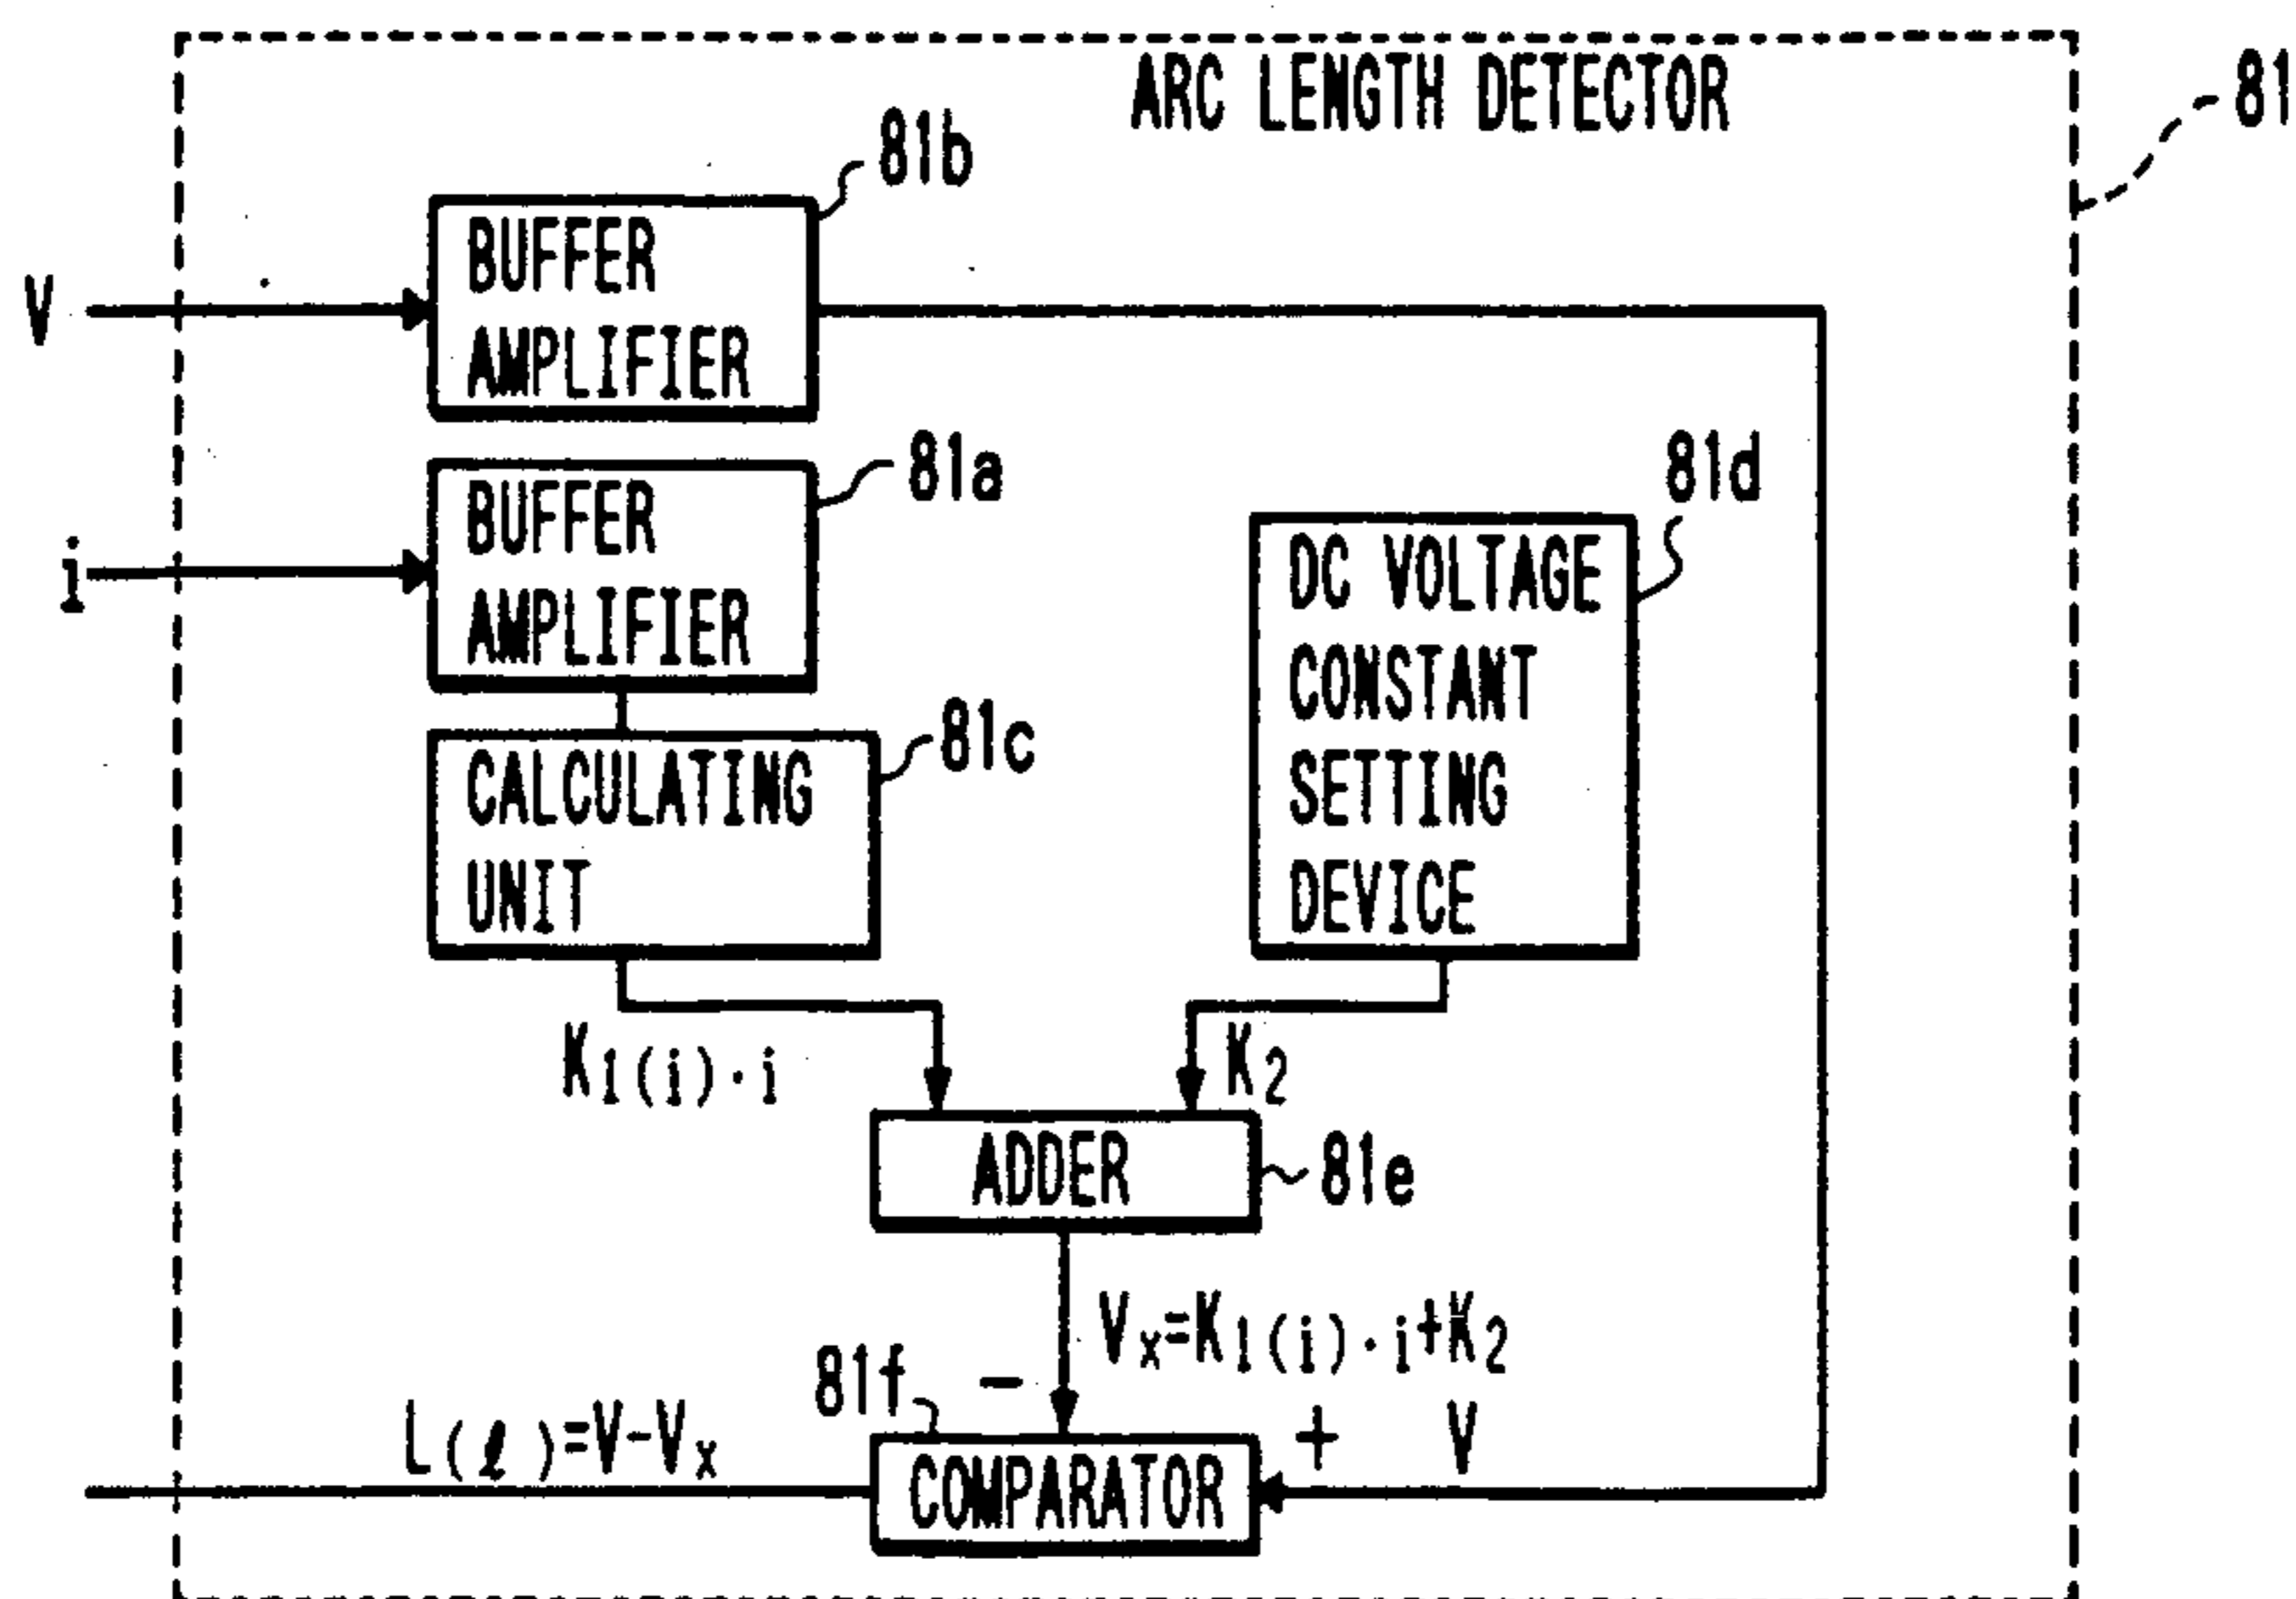 ARC LENGTH DETECTOR
81
81b
BUFFER
AMPLIFIER
V
81a
BUFFER
AMPLIFIER
i
81d
DC VOLTAGE
CONSTANT
SETTING
DEVICE
81c
CALCULATING
UNIT
K₁(i)·i
K₂
ADDER
81e
Vₓ=K₁(i)·i+K₂
81f
−
L(ℓ)=V−Vₓ
+ V
COMPARATOR